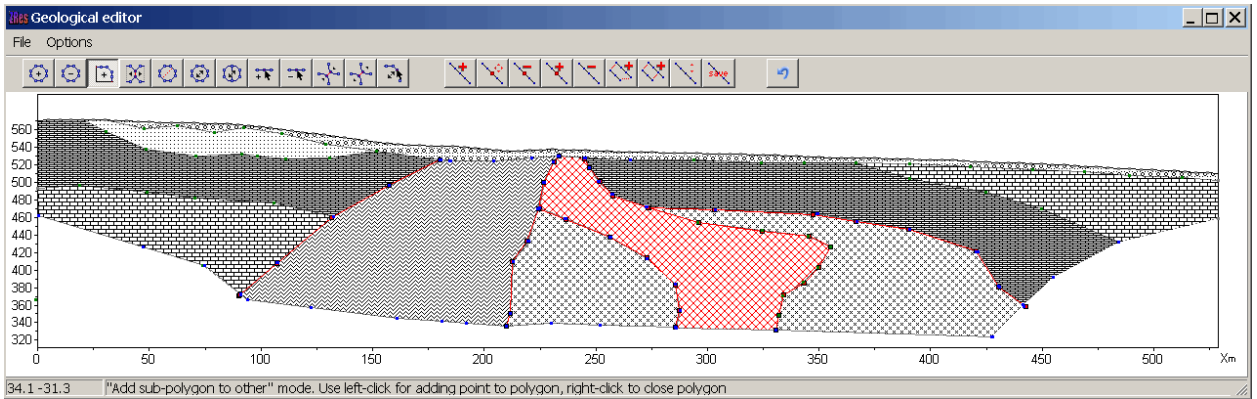 2Res Geological editor
File Options
save
560
540
520
500
480
460
440
420
400
380
360
340
320
0 50 100 150 200 250 300 350 400 450 500 Xm
34.1 -31.3 "Add sub-polygon to other" mode. Use left-click for adding point to polygon, right-click to close polygon